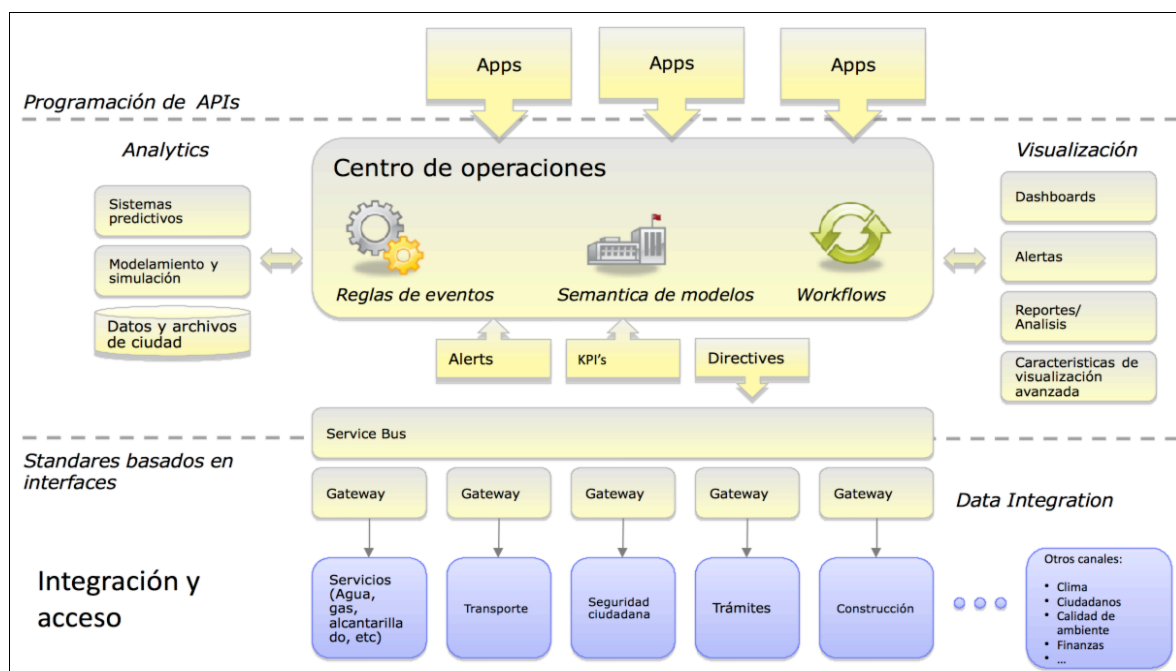 Apps
Apps
Apps
Programación de  APIs
Analytics
Sistemas
predictivos
Modelamiento y
simulación
Datos y archivos
de ciudad
Centro de operaciones
Reglas de eventos
Semantica de modelos
Workflows
Visualización
Dashboards
Alertas
Reportes/
Analisis
Caracteristicas de
visualización
avanzada
Alerts
KPI's
Directives
Service Bus
Standares basados en
interfaces
Gateway
Gateway
Gateway
Gateway
Gateway
Data Integration
Integración y
acceso
Servicios
(Agua,
gas,
alcantarilla
do, etc)
Transporte
Seguridad
ciudadana
Trámites
Construcción
Otros canales:
• Clima
• Ciudadanos
• Calidad de
ambiente
• Finanzas
• ...